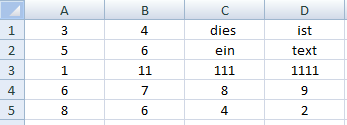 A B C D
1 3 4 dies ist
2 5 6 ein text
3 1 11 111 1111
4 6 7 8 9
5 8 6 4 2